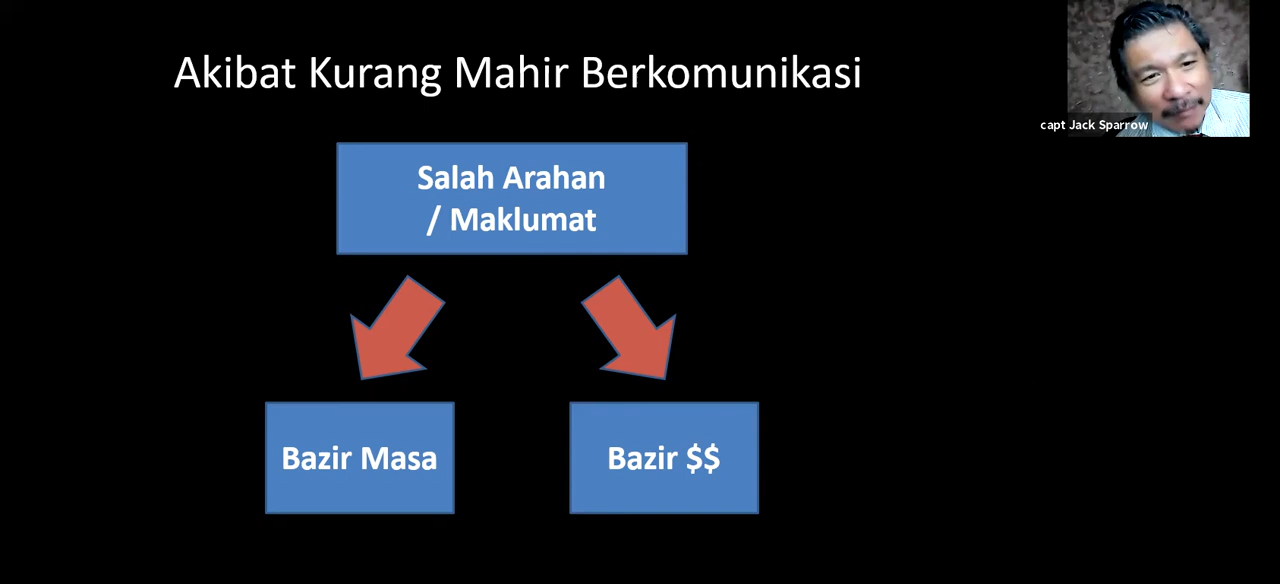 Akibat Kurang Mahir Berkomunikasi
capt Jack Sparrow
Salah Arahan
/ Maklumat
Bazir Masa
Bazir $$